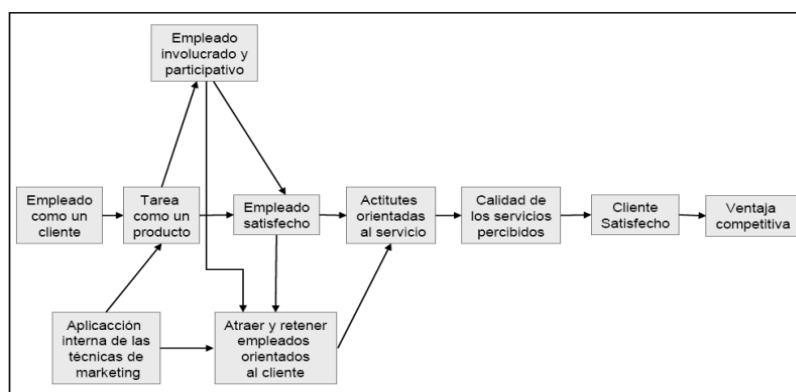 Empleado
involucrado y
participativo
Empleado
como un
cliente
Tarea
como un
producto
Empleado
satisfecho
Actitutes
orientadas
al servicio
Calidad de
los servicios
percibidos
Cliente
Satisfecho
Ventaja
competitiva
Aplicacción
interna de las
técnicas de
marketing
Atraer y retener
empleados
orientados
al cliente